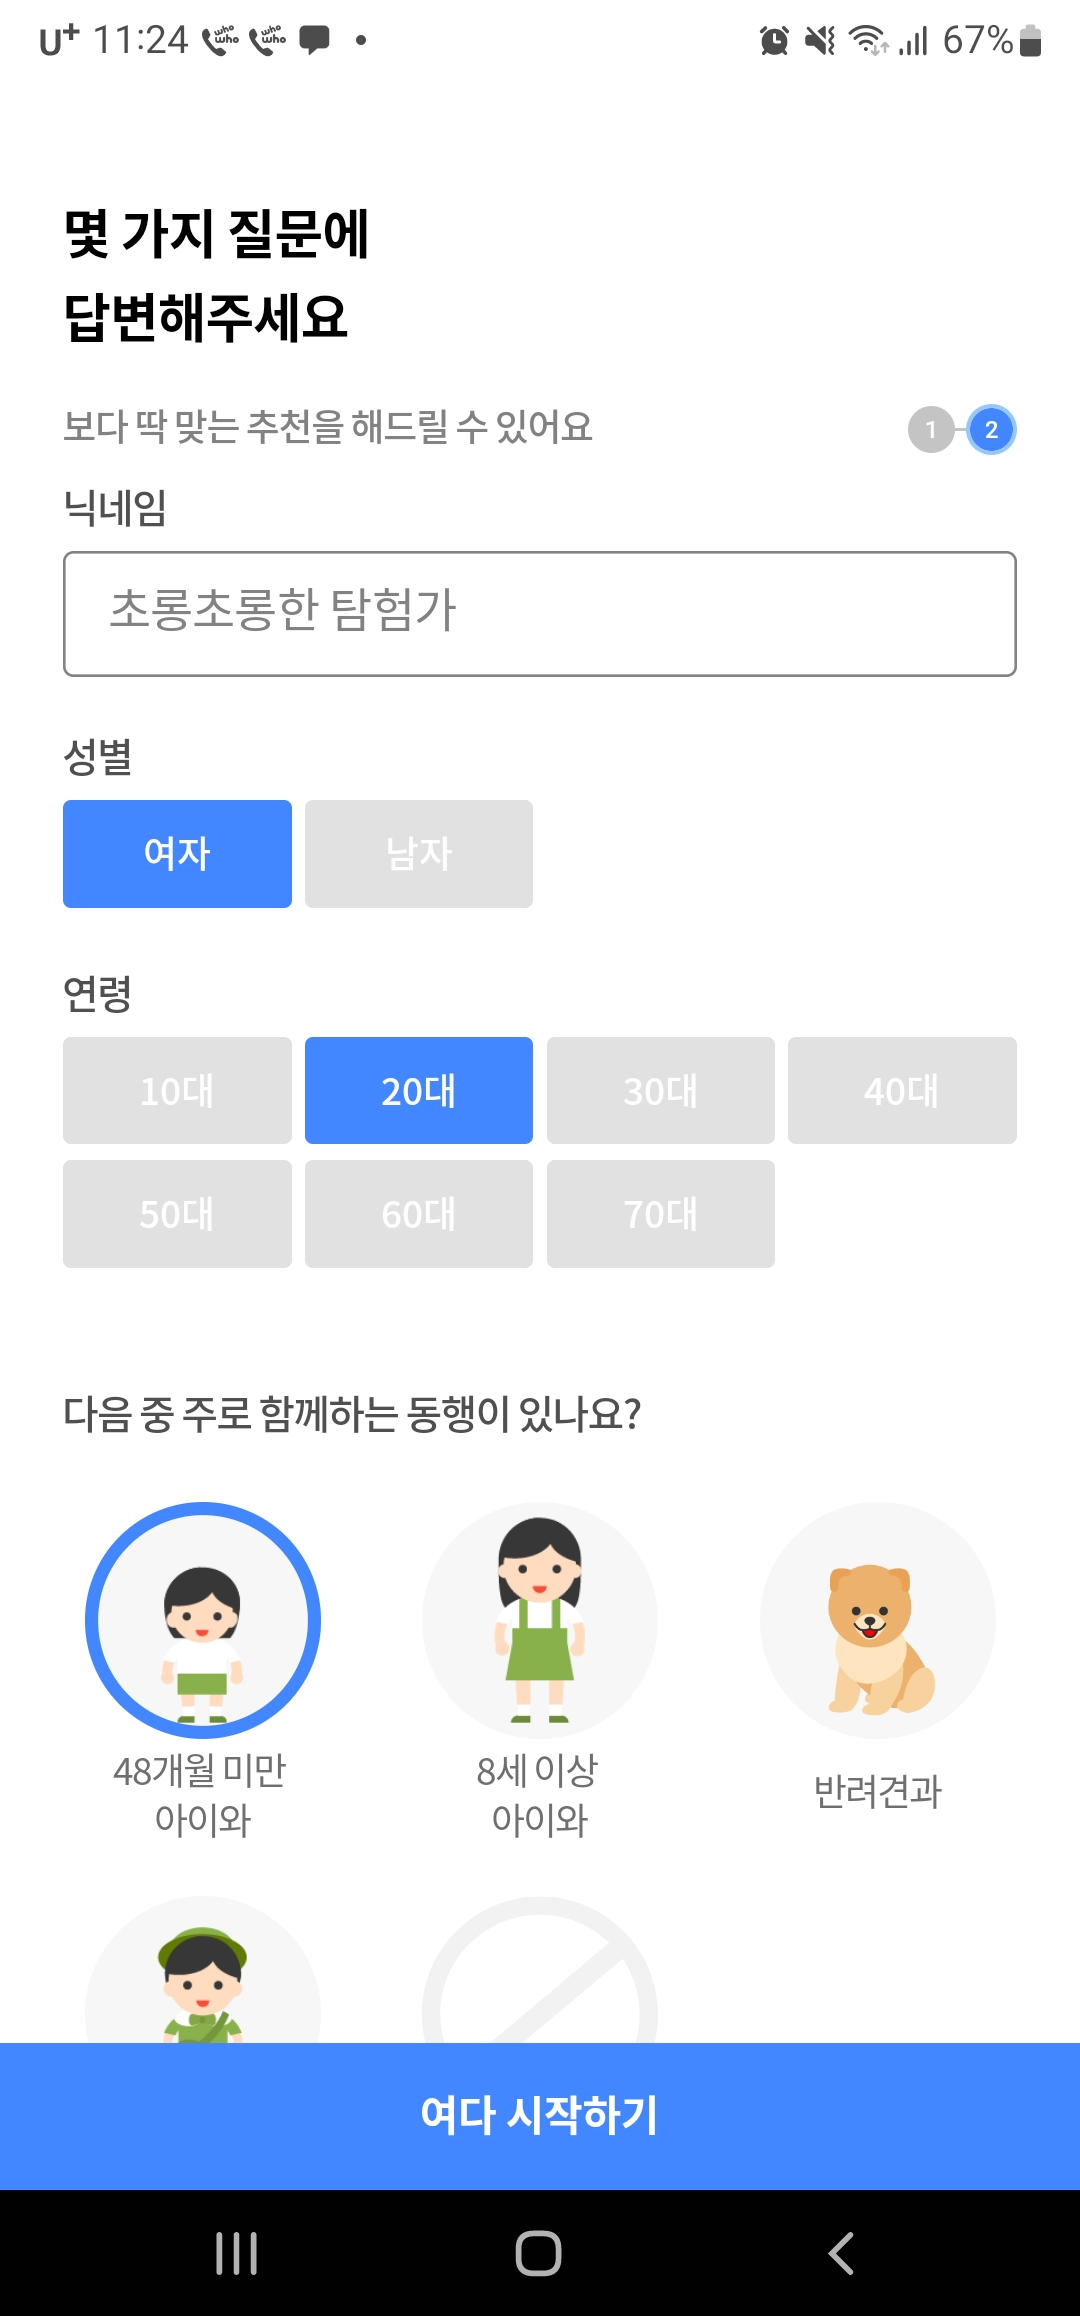 U+ 11:24 who who who who 67%
몇 가지 질문에
답변해주세요
보다 딱 맞는 추천을 해드릴 수 있어요 1 2
닉네임
초롱초롱한 탐험가
성별
여자 남자
연령
10대 20대 30대 40대
50대 60대 70대
다음 중 주로 함께하는 동행이 있나요?
48개월 미만 8세 이상 반려견과
아이와 아이와
여다 시작하기